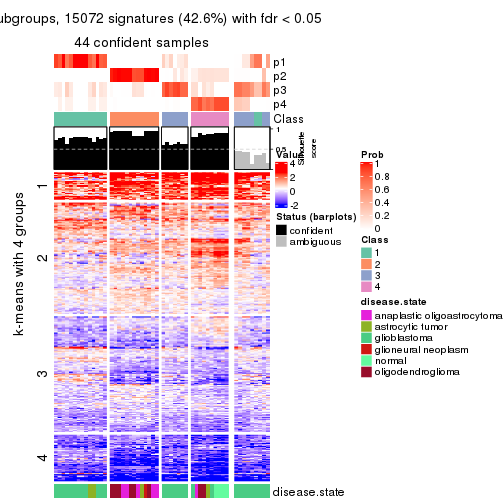 ubgroups, 15072 signatures (42.6%) with fdr < 0.05
44 confident samples
p1
p2
p3
p4
Class
1
0.5
Silhouette
score
k-means with 4 groups
1
2
3
4
Value
4
2
0
-2
Status (barplots)
confident
ambiguous
Prob
1
0.8
0.6
0.4
0.2
0
Class
1
2
3
4
disease.state
anaplastic oligoastrocytoma
astrocytic tumor
glioblastoma
glioneural neoplasm
normal
oligodendroglioma
disease.state